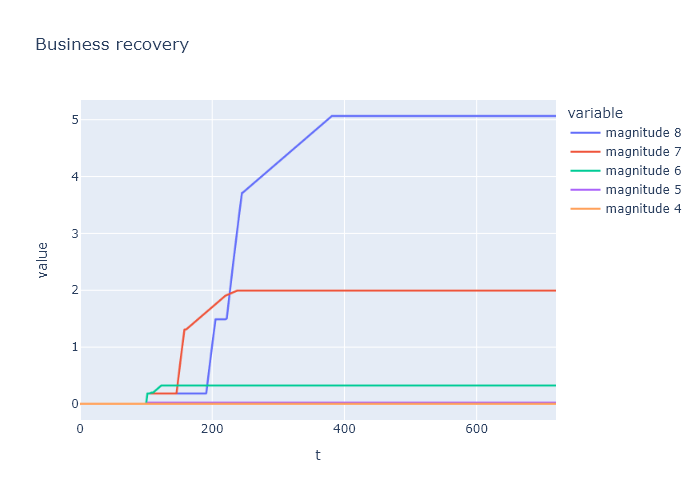 Business recovery
value
5
4
3
2
1
0
0
200
400
600
t
variable
magnitude 8
magnitude 7
magnitude 6
magnitude 5
magnitude 4